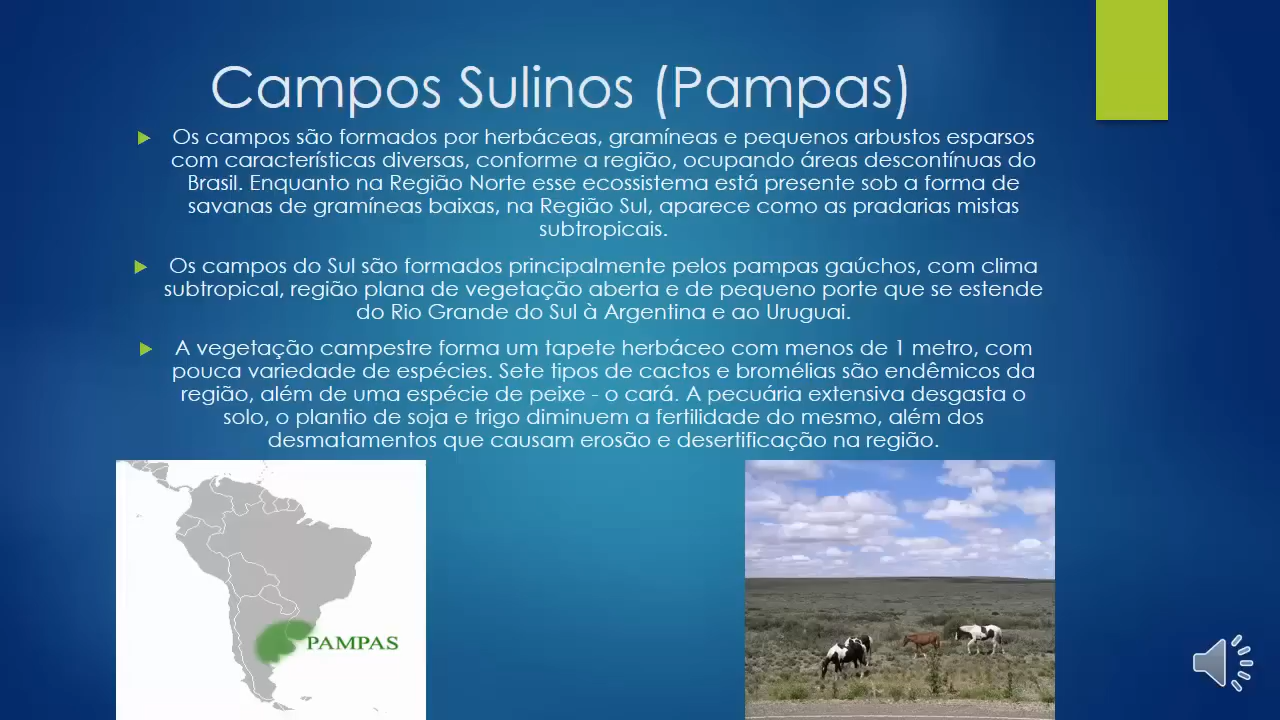 Campos Sulinos (Pampas)
Os campos são formados por herbáceas, gramíneas e pequenos arbustos esparsos
com características diversas, conforme a região, ocupando áreas descontínuas do
Brasil. Enquanto na Região Norte esse ecossistema está presente sob a forma de
savanas de gramíneas baixas, na Região Sul, aparece como as pradarias mistas
subtropicais.
Os campos do Sul são formados principalmente pelos pampas gaúchos, com clima
subtropical, região plana de vegetação aberta e de pequeno porte que se estende
do Rio Grande do Sul à Argentina e ao Uruguai.
A vegetação campestre forma um tapete herbáceo com menos de 1 metro, com
pouca variedade de espécies. Sete tipos de cactos e bromélias são endêmicos da
região, além de uma espécie de peixe - o cará. A pecuária extensiva desgasta o
solo, o plantio de soja e trigo diminuem a fertilidade do mesmo, além dos
desmatamentos que causam erosão e desertificação na região.
PAMPAS